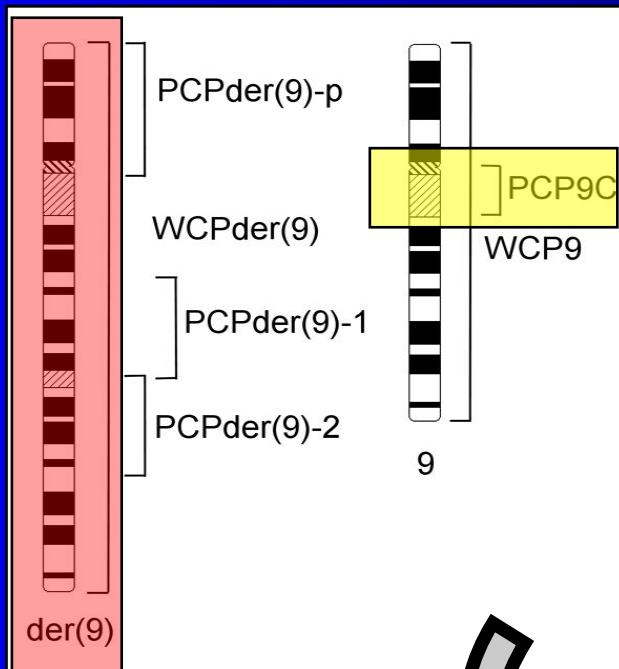 PCPder(9)-p
PCP9C
WCPder(9)
WCP9
PCPder(9)-1
PCPder(9)-2
9
der(9)